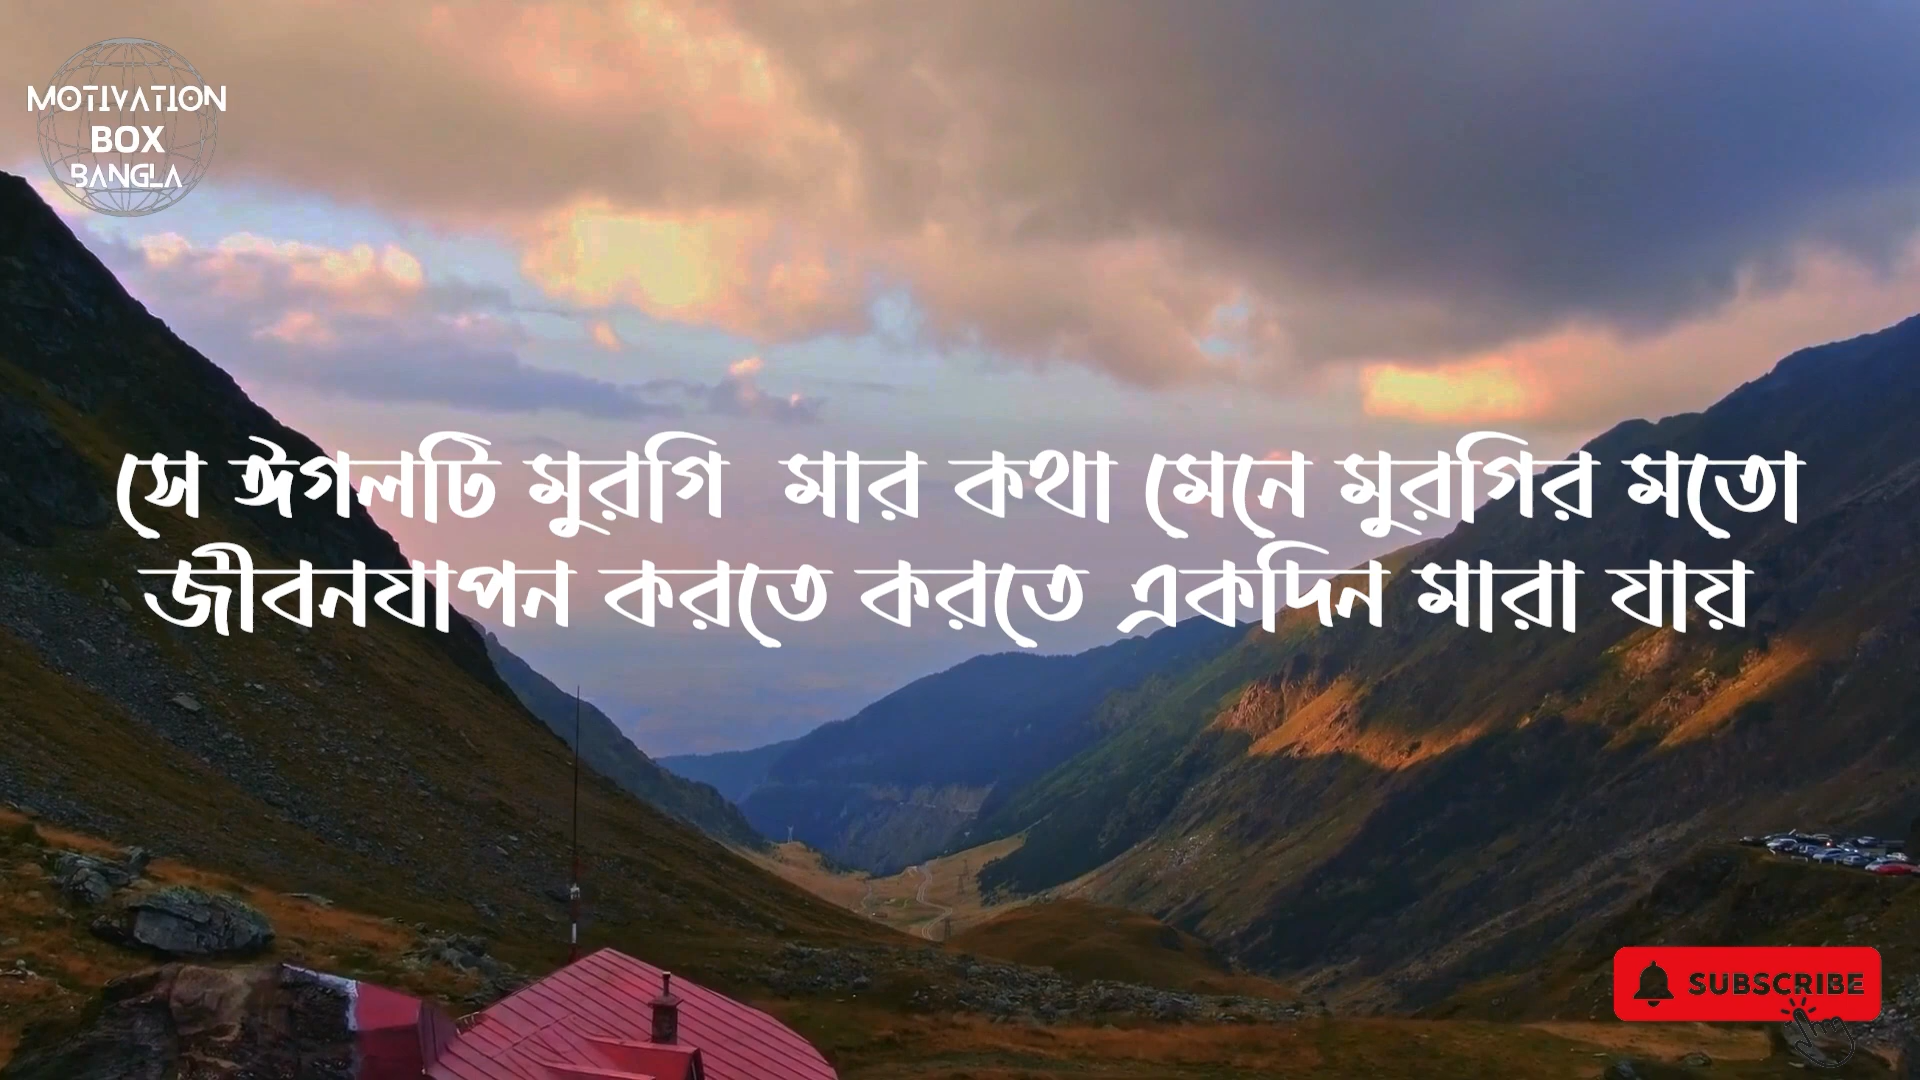 MOTIVATION
BOX
BANGLA
সে ঈগলটি মুরগি মার কথা মেনে মুরগির মতো
জীবনযাপন করতে করতে একদিন মারা যায়
SUBSCRIBE